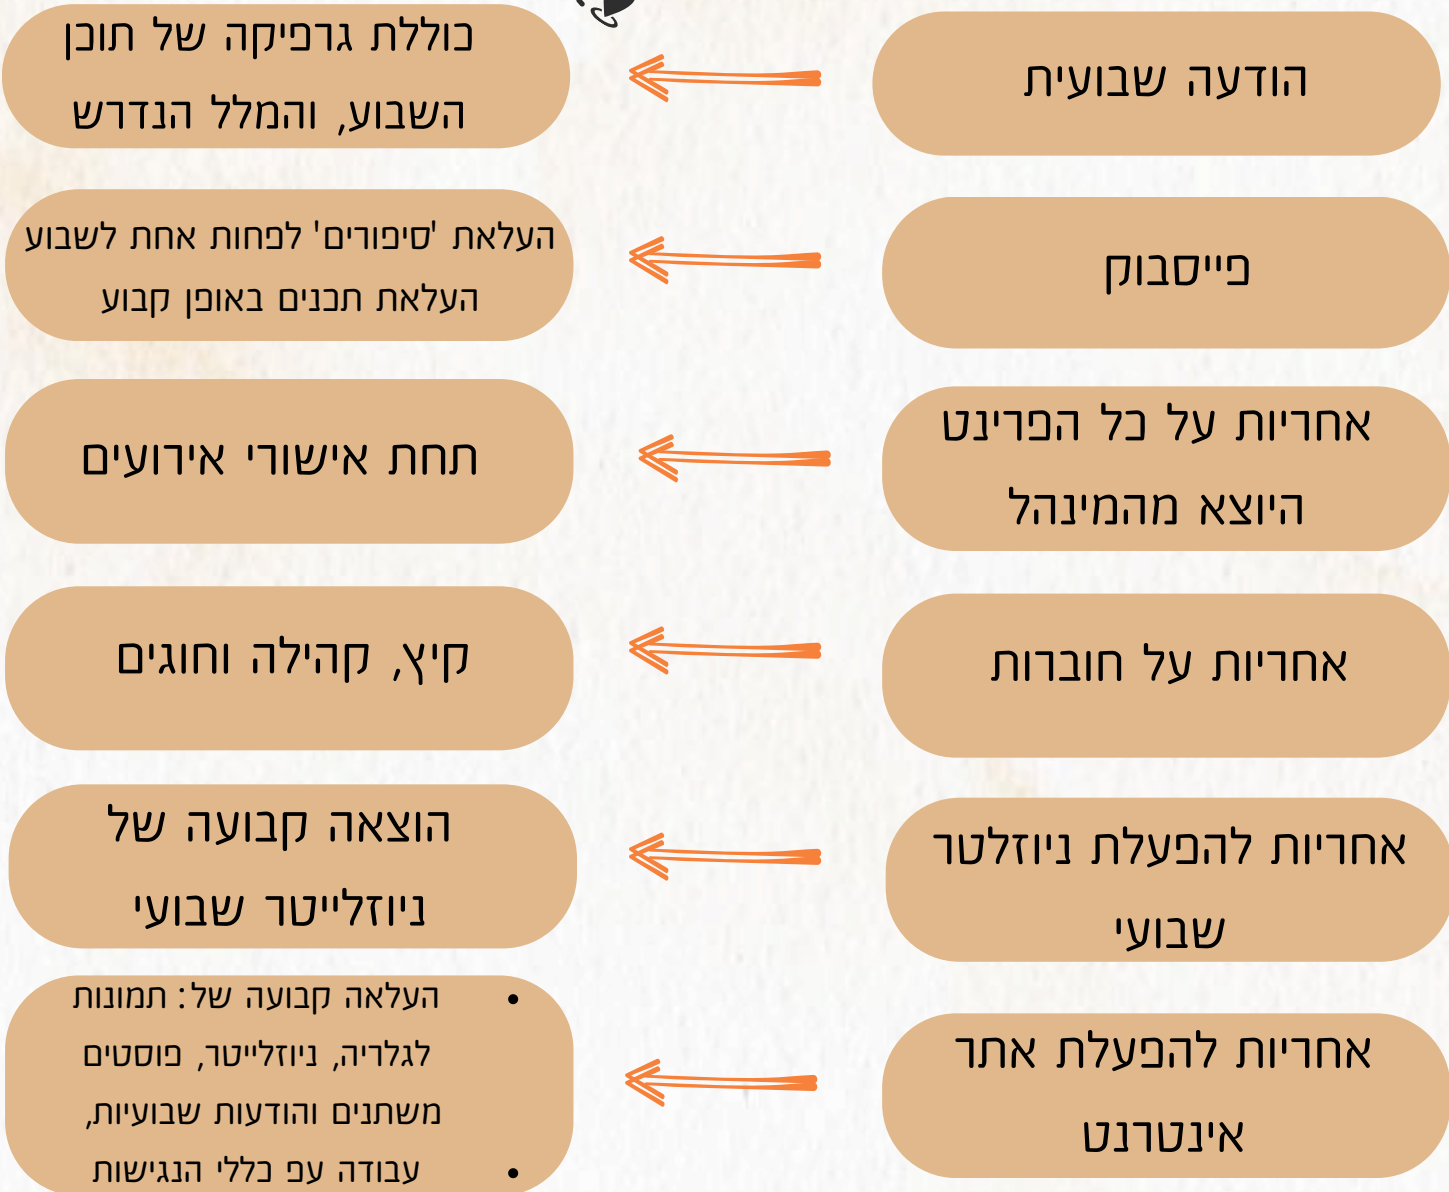 הודעה שבועית
כוללת גרפיקה של תוכן
השבוע, והמלל הנדרש
פייסבוק
העלאת 'סיפורים' לפחות אחת לשבוע
העלאת תכנים באופן קבוע
אחריות על כל הפרינט
היוצא מהמינהל
תחת אישורי אירועים
אחריות על חוברות
קיץ, קהילה וחוגים
אחריות להפעלת ניוזלטר
שבועי
הוצאה קבועה של
ניוזלייטר שבועי
אחריות להפעלת אתר
אינטרנט
• העלאה קבועה של: תמונות
לגלריה, ניוזלייטר, פוסטים
משתנים והודעות שבועיות,
• עבודה עפ כללי הנגישות